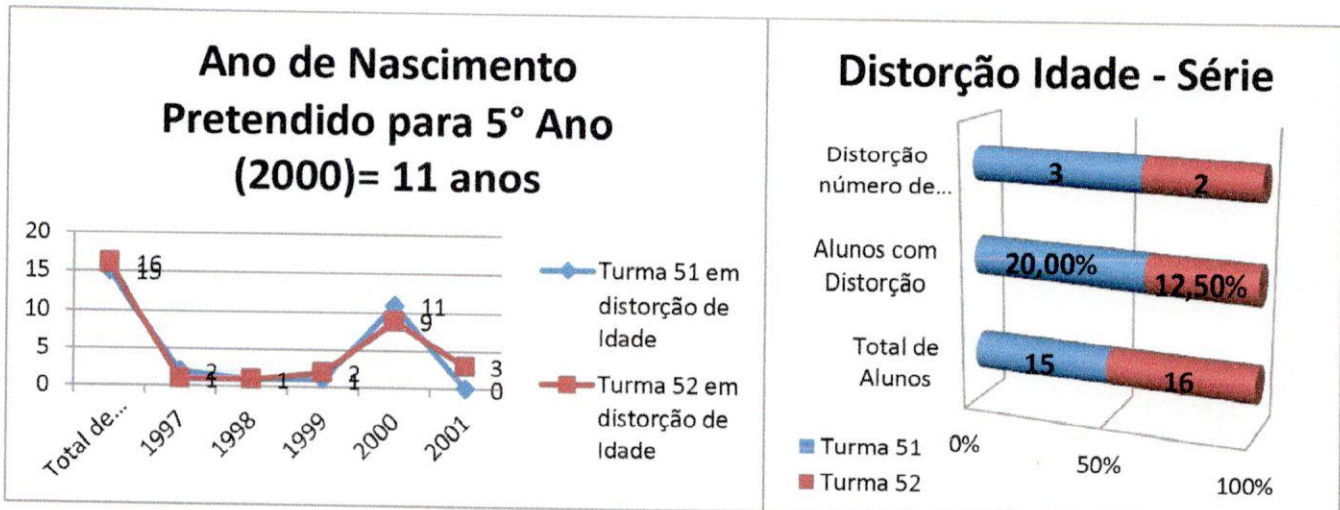 Ano de Nascimento
Pretendido para 5° Ano
(2000)= 11 anos
20
15
10
5
0
16
15
2
1
1
2
1
11
9
3
0
Total de...
1997
1998
1999
2000
2001
Turma 51 em
distorção de
Idade
Turma 52 em
distorção de
Idade
Distorção Idade - Série
Distorção
número de...
3
2
Alunos com
Distorção
20,00%
12,50%
Total de
Alunos
15
16
Turma 51
Turma 52
0%
50%
100%